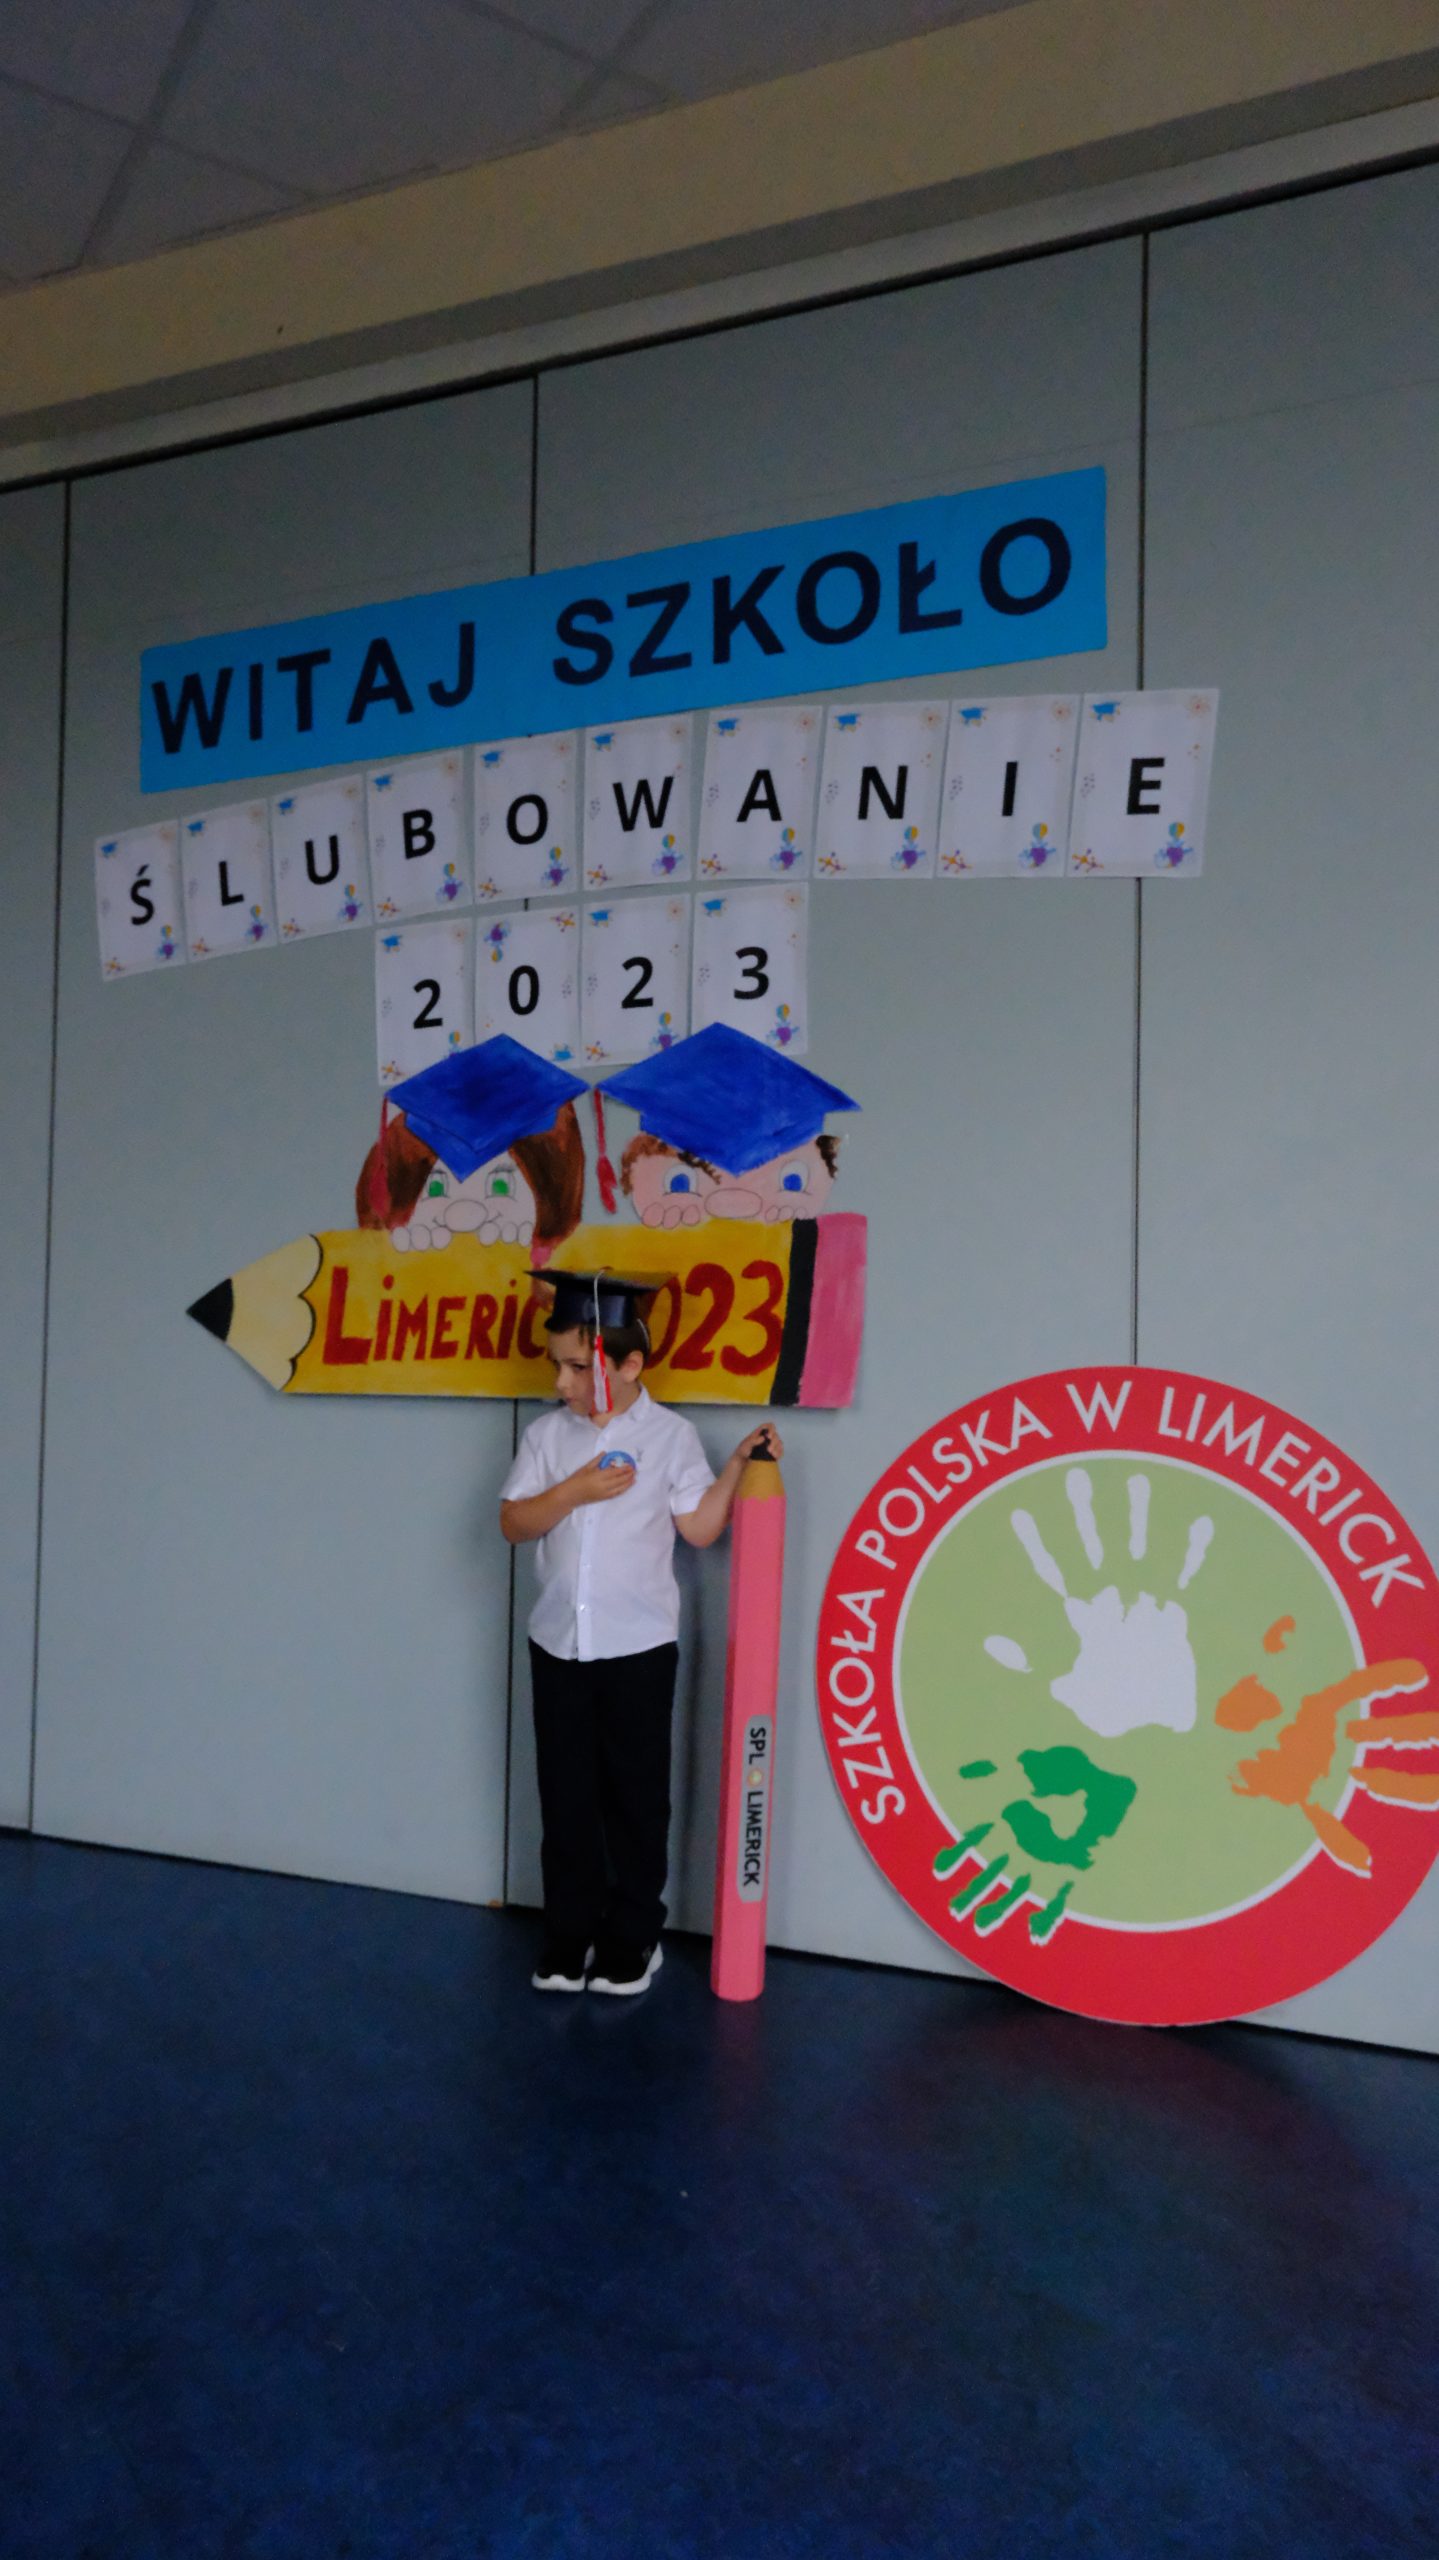 WITAJ SZKOŁO
ŚLUBOWANIE
2023
LIMERIC 023
SZKOŁA POLSKA W LIMERICK
SPL LIMERICK